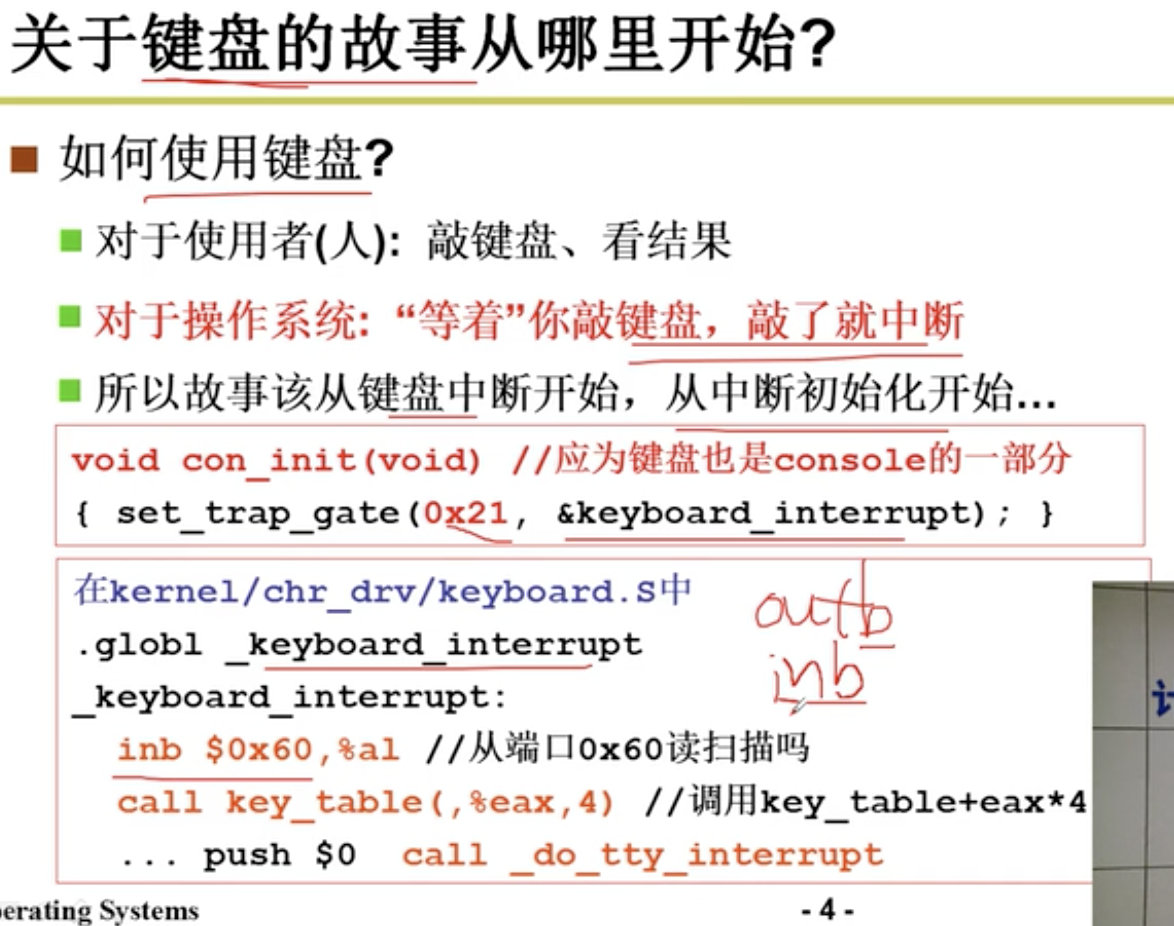 关于键盘的故事从哪里开始?
如何使用键盘?
对于使用者(人): 敲键盘、看结果
对于操作系统: “等着”你敲键盘，敲了就中断
所以故事该从键盘中断开始，从中断初始化开始...
void con_init(void) //应为键盘也是console的一部分
{ set_trap_gate(0x21, &keyboard_interrupt); }
在kernel/chr_drv/keyboard.S中
.globl _keyboard_interrupt
_keyboard_interrupt:
inb $0x60,%al //从端口0x60读扫描吗
call key_table(,%eax,4) //调用key_table+eax*4
... push $0 call _do_tty_interrupt
outb
inb
erating Systems
- 4 -